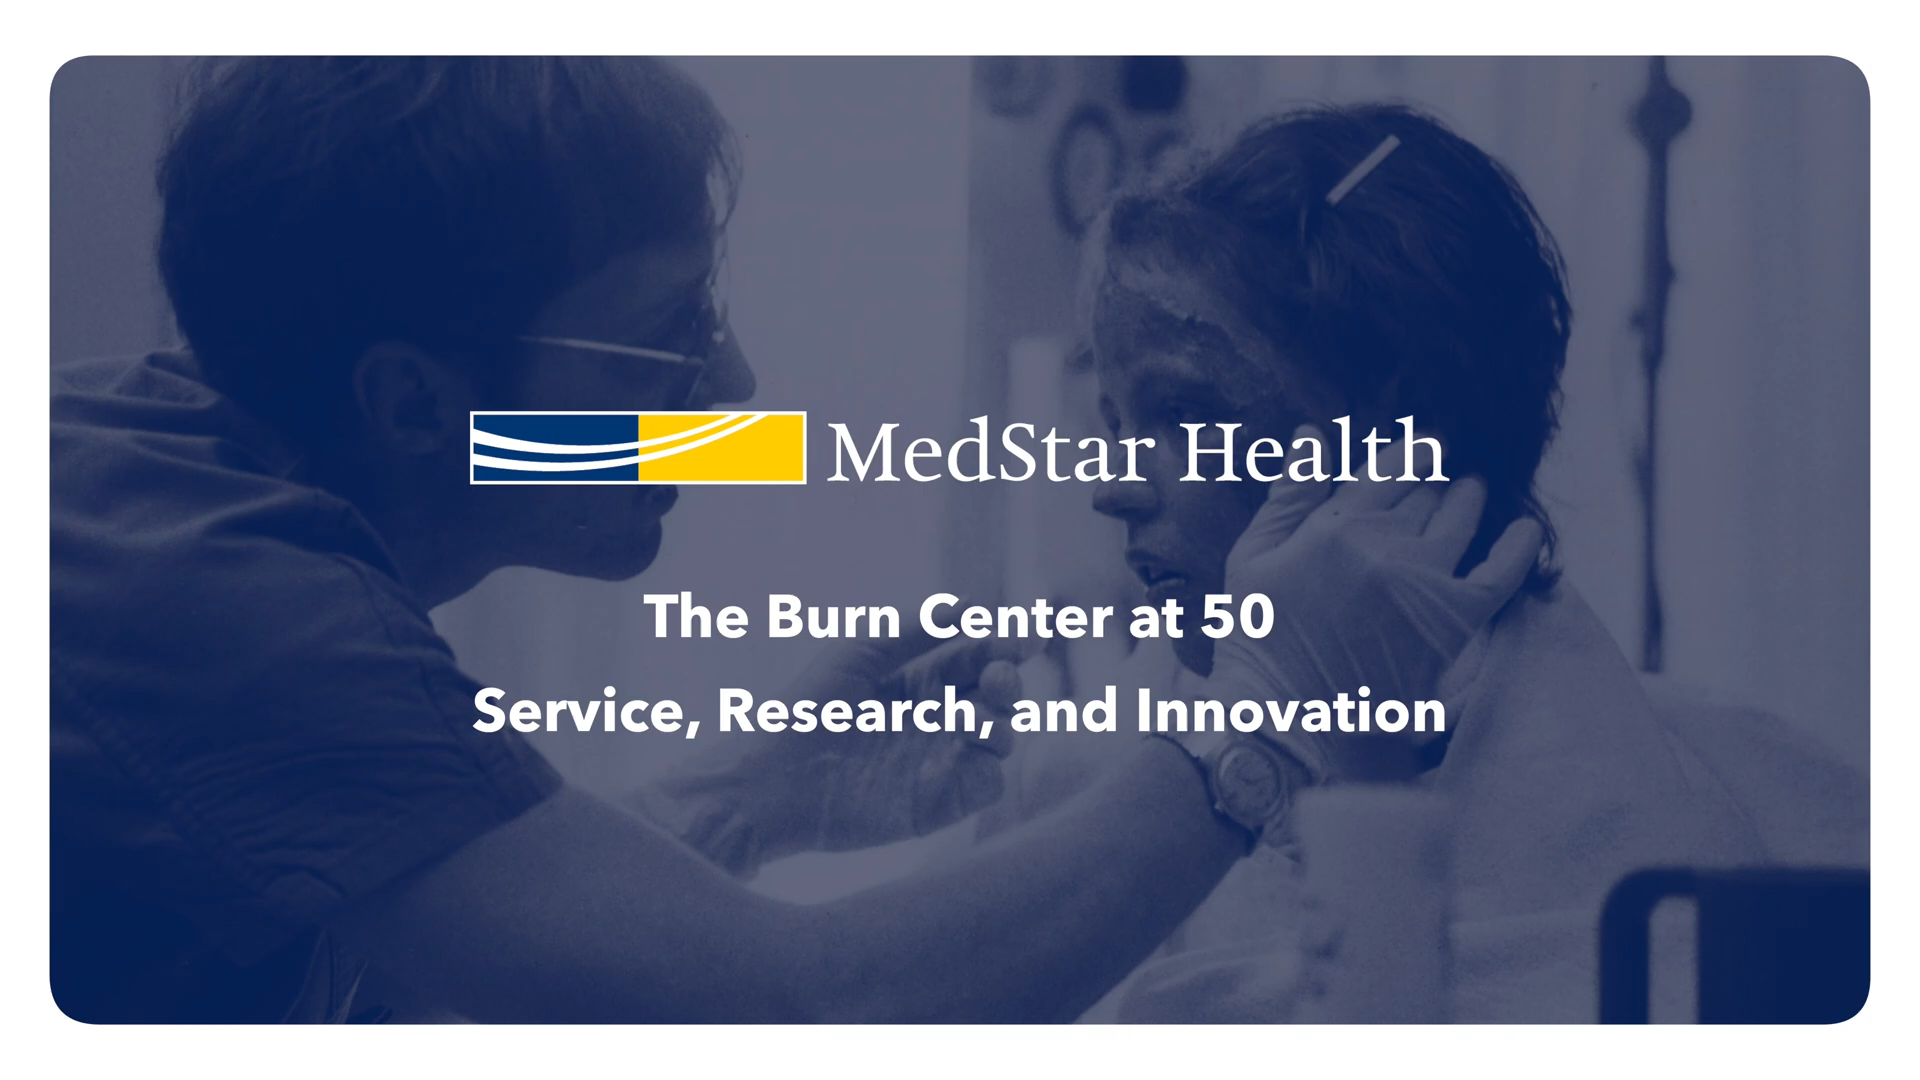 MedStar Health
The Burn Center at 50
Service, Research, and Innovation